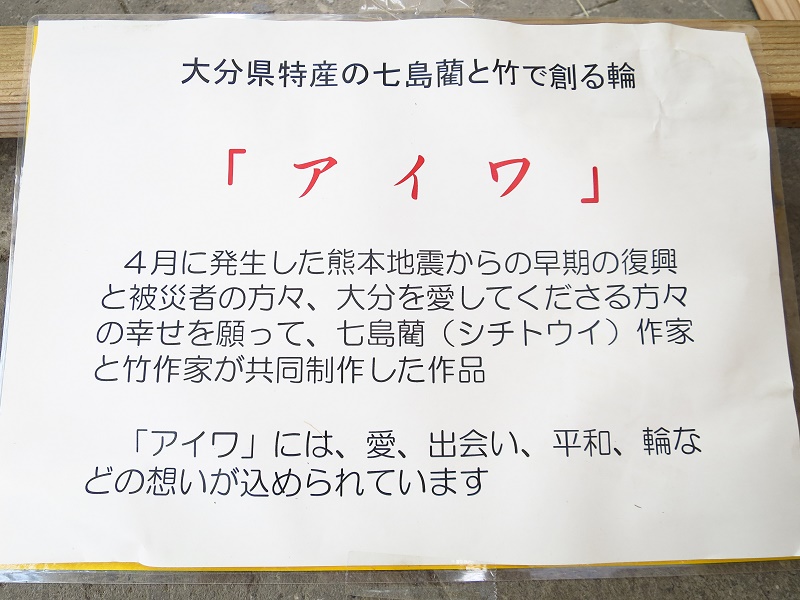 大分県特産の七島藺と竹で創る輪
「アイワ」
４月に発生した熊本地震からの早期の復興
と被災者の方々、大分を愛してくださる方々
の幸せを願って、七島藺（シチトウイ）作家
と竹作家が共同制作した作品
「アイワ」には、愛、出会い、平和、輪な
どの想いが込められています